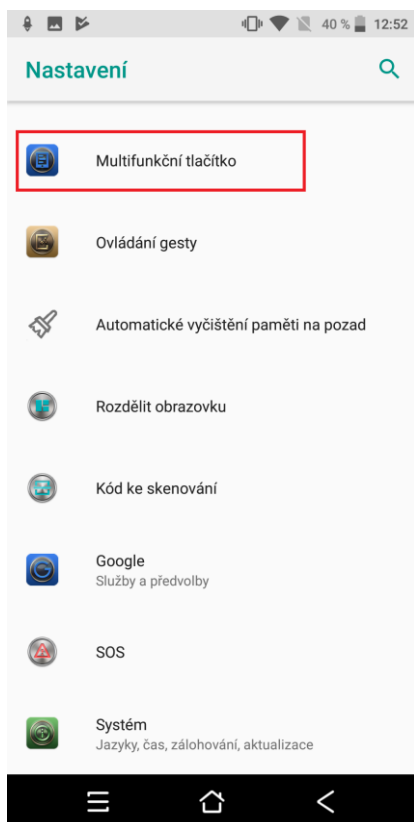 40 % 12:52
Nastavení
Multifunkční tlačítko
Ovládání gesty
Automatické vyčištění paměti na pozad
Rozdělit obrazovku
Kód ke skenování
Google
Služby a předvolby
SOS
Systém
Jazyky, čas, zálohování, aktualizace